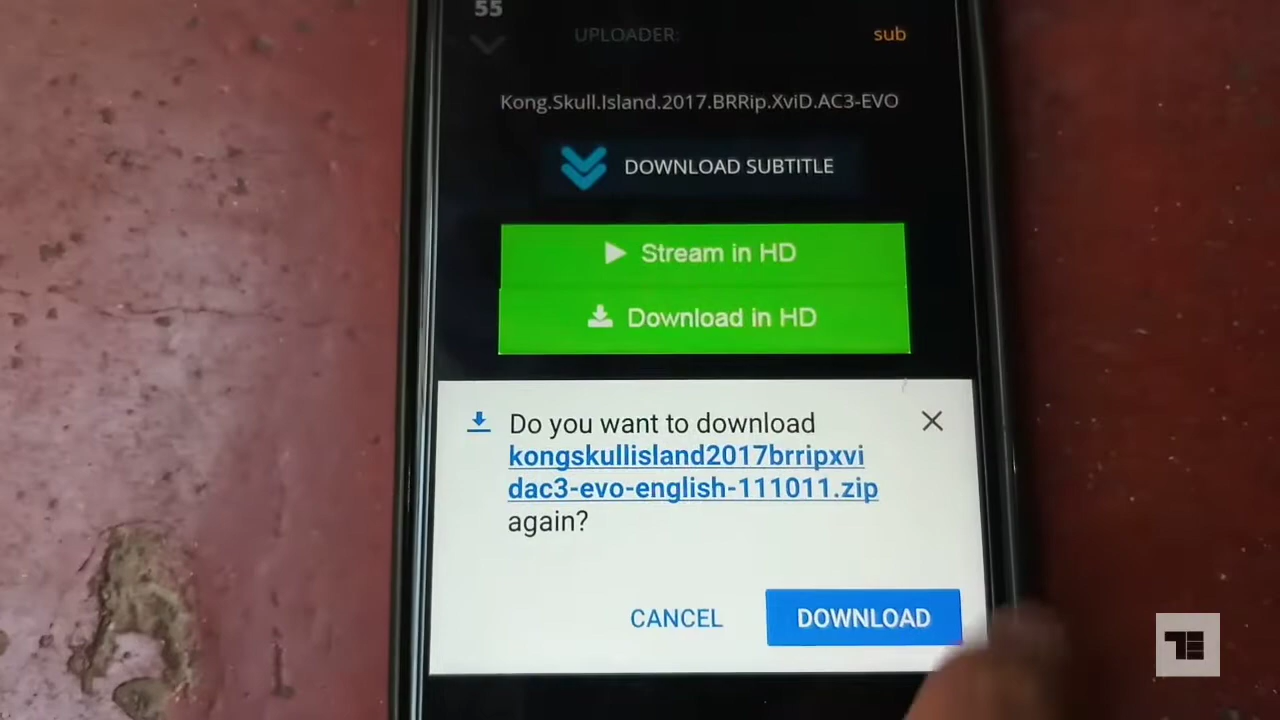 55
UPLOADER: sub
Kong.Skull.Island.2017.BRRip.XviD.AC3-EVO
DOWNLOAD SUBTITLE
Stream in HD
Download in HD
Do you want to download
kongskullisland2017brripxvi
dac3-evo-english-111011.zip
again?
CANCEL DOWNLOAD